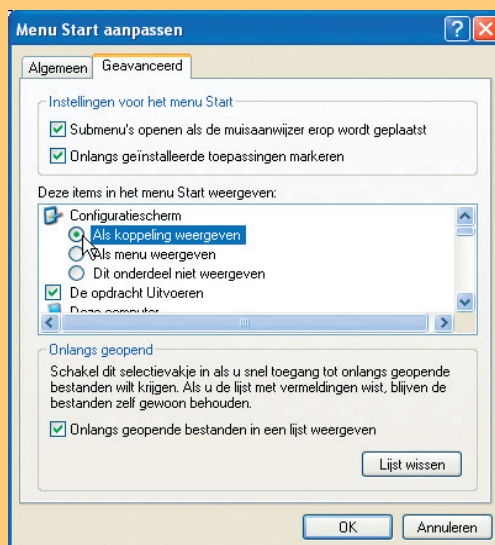 Menu Start aanpassen
Algemeen
Geavanceerd
Instellingen voor het menu Start
Submenu's openen als de muisaanwijzer erop wordt geplaatst
Onlangs geïnstalleerde toepassingen markeren
Deze items in het menu Start weergeven:
Configuratiescherm
Als koppeling weergeven
Als menu weergeven
Dit onderdeel niet weergeven
De opdracht Uitvoeren
Deze computer
Onlangs geopend
Schakel dit selectievakje in als u snel toegang tot onlangs geopende
bestanden wilt krijgen. Als u de lijst met vermeldingen wist, blijven de
bestanden zelf gewoon behouden.
Onlangs geopende bestanden in een lijst weergeven
Lijst wissen
OK
Annuleren